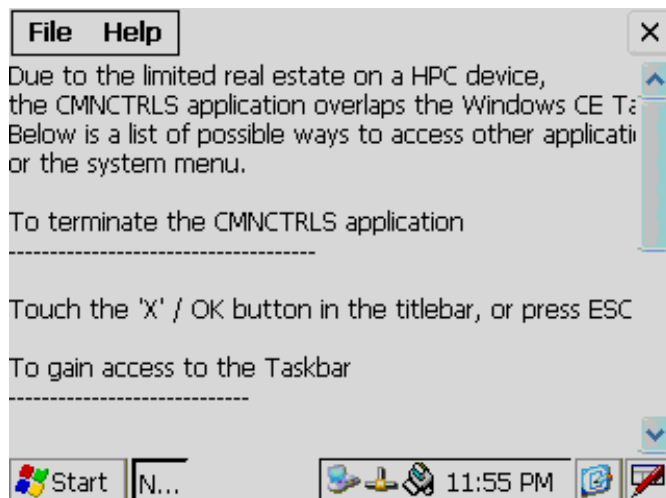 File Help
Due to the limited real estate on a HPC device,
the CMNCTRLS application overlaps the Windows CE Ta
Below is a list of possible ways to access other applicati
or the system menu.
To terminate the CMNCTRLS application
-------------------------------------
Touch the 'X' / OK button in the titlebar, or press ESC
To gain access to the Taskbar
-----------------------------
Start N... 11:55 PM